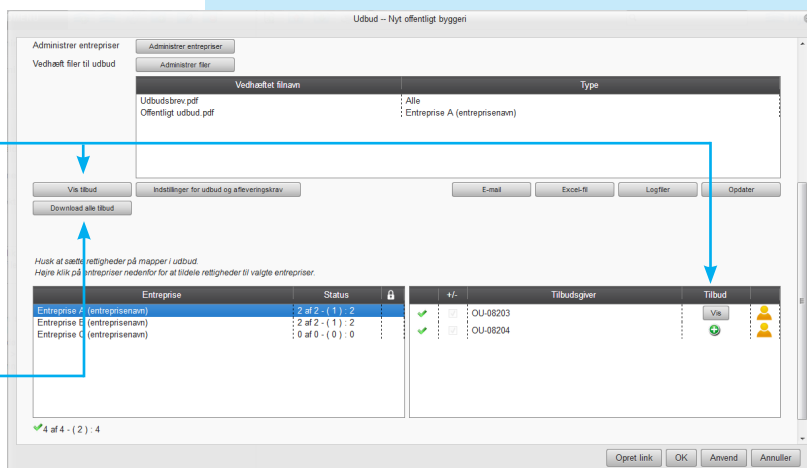 Udbud -- Nyt offentligt byggeri
Administrer entrepriser Administrer entrepriser
Vedhæft filer til udbud Administrer filer
Vedhæftet filnavn Type
Udbudsbrev.pdf Alle
Offentligt udbud.pdf Entreprise A (entreprisenavn)
Vis tilbud Indstillinger for udbud og afleveringskrav E-mail Excel-fil Logfiler Opdater
Download alle tilbud
Husk at sætte rettigheder på mapper i udbud.
Højre klik på entrepriser nedenfor for at tildele rettigheder til valgte entrepriser.
Entreprise Status +/- Tilbudsgiver Tilbud
Entreprise A (entreprisenavn) 2 af 2 - ( 1 ) : 2 OU-08203 Vis
Entreprise B (entreprisenavn) 2 af 2 - ( 1 ) : 2 OU-08204
Entreprise C (entreprisenavn) 0 af 0 - ( 0 ) : 0
4 af 4 - ( 2 ) : 4
Opret link OK Anvend Annuller